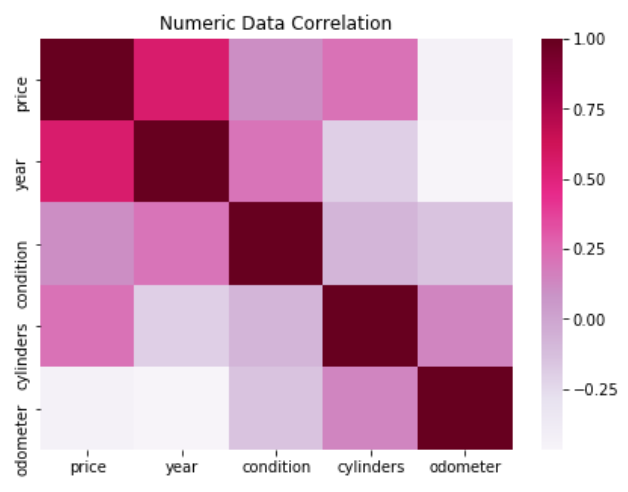 Numeric Data Correlation
price
year
condition
cylinders
odometer
price year condition cylinders odometer
1.00
0.75
0.50
0.25
0.00
−0.25